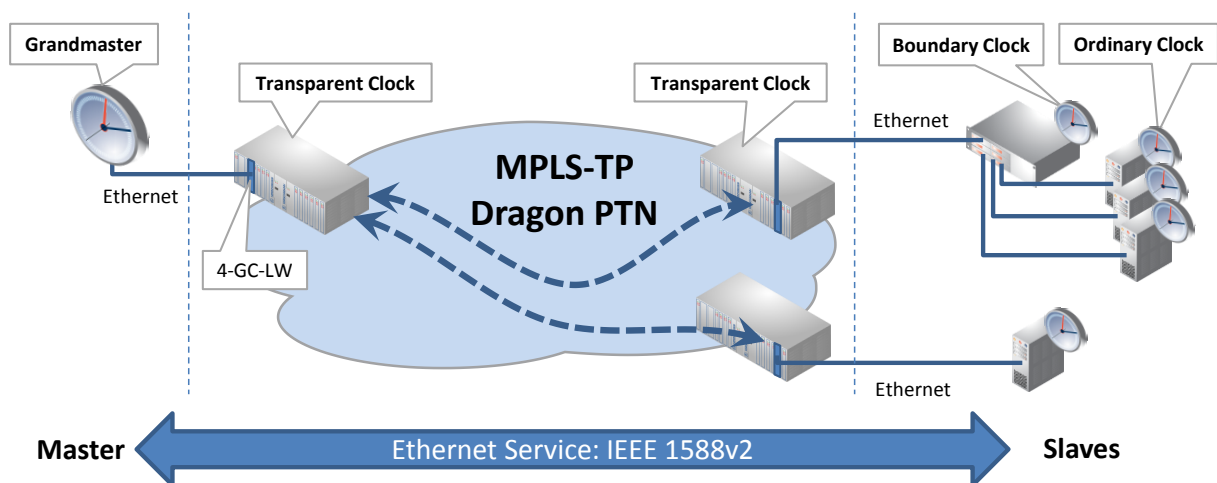 Grandmaster
Transparent Clock
Transparent Clock
Boundary Clock
Ordinary Clock
Ethernet
Ethernet
MPLS-TP
Dragon PTN
4-GC-LW
Ethernet
Master
Ethernet Service: IEEE 1588v2
Slaves